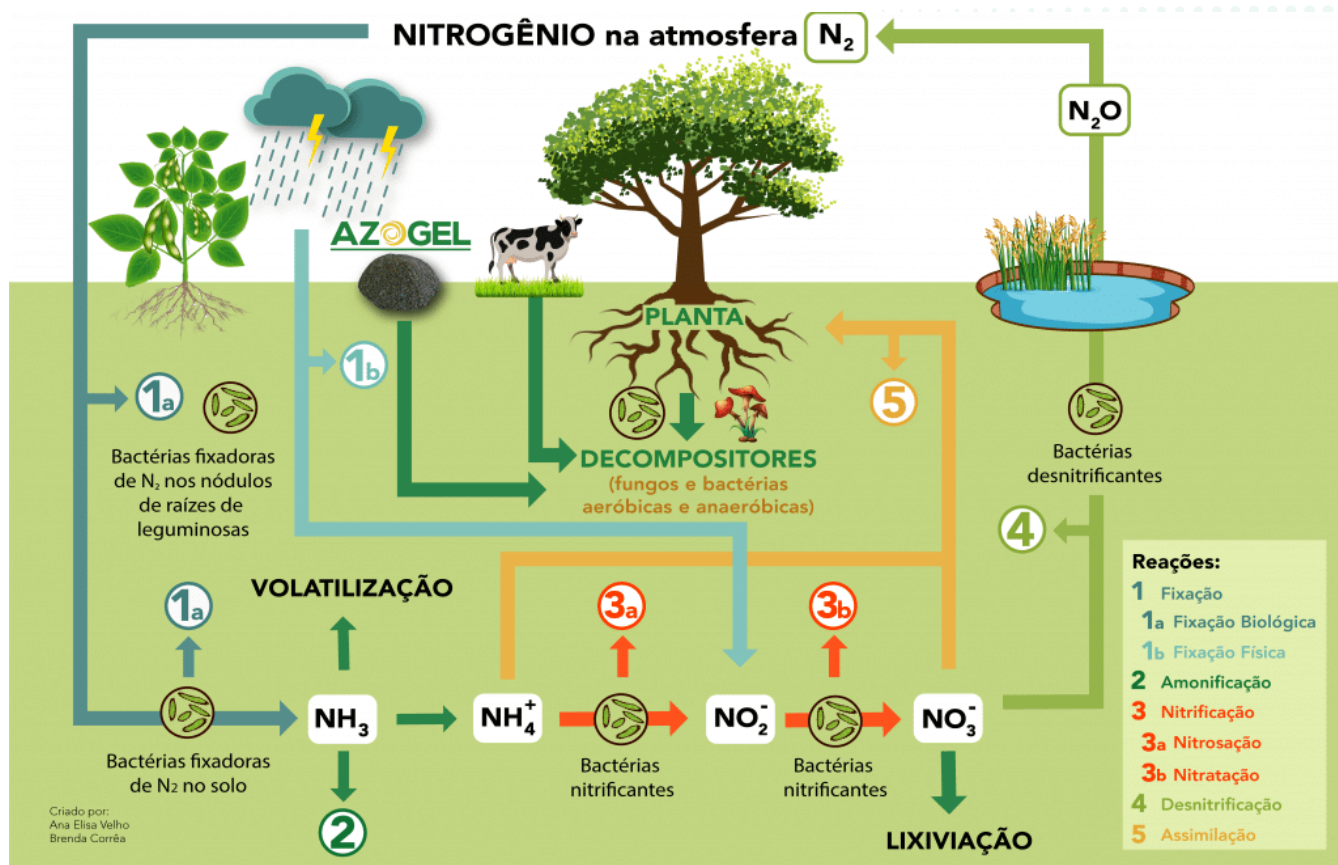 NITROGÊNIO na atmosfera N₂
N₂O
AZOGEL
PLANTA
1b
1a
5
Bactérias fixadoras
de N₂ nos nódulos
de raízes de
leguminosas
DECOMPOSITORES
(fungos e bactérias
aeróbicas e anaeróbicas)
Bactérias
desnitrificantes
4
VOLATILIZAÇÃO
1a
3a
3b
NH₃
NH₄⁺
NO₂⁻
NO₃⁻
Bactérias fixadoras
de N2 no solo
Bactérias
nitrificantes
Bactérias
nitrificantes
2
LIXIVIAÇÃO
Criado por:
Ana Elisa Velho
Brenda Corrêa
Reações:
1 Fixação
1a Fixação Biológica
1b Fixação Física
2 Amonificação
3 Nitrificação
3a Nitrosação
3b Nitratação
4 Desnitrificação
5 Assimilação